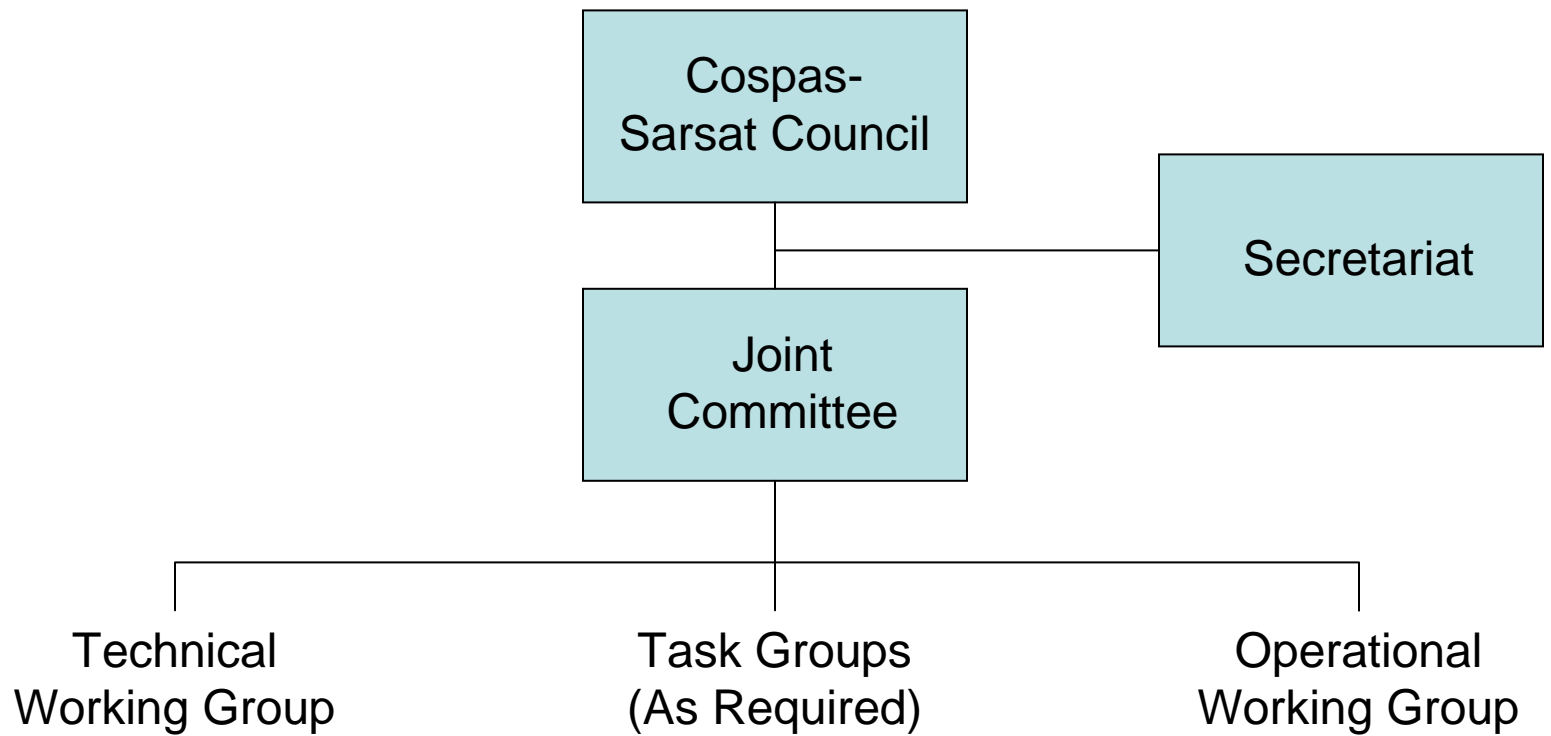 Cospas-
Sarsat Council
Secretariat
Joint
Committee
Technical
Working Group
Task Groups
(As Required)
Operational
Working Group